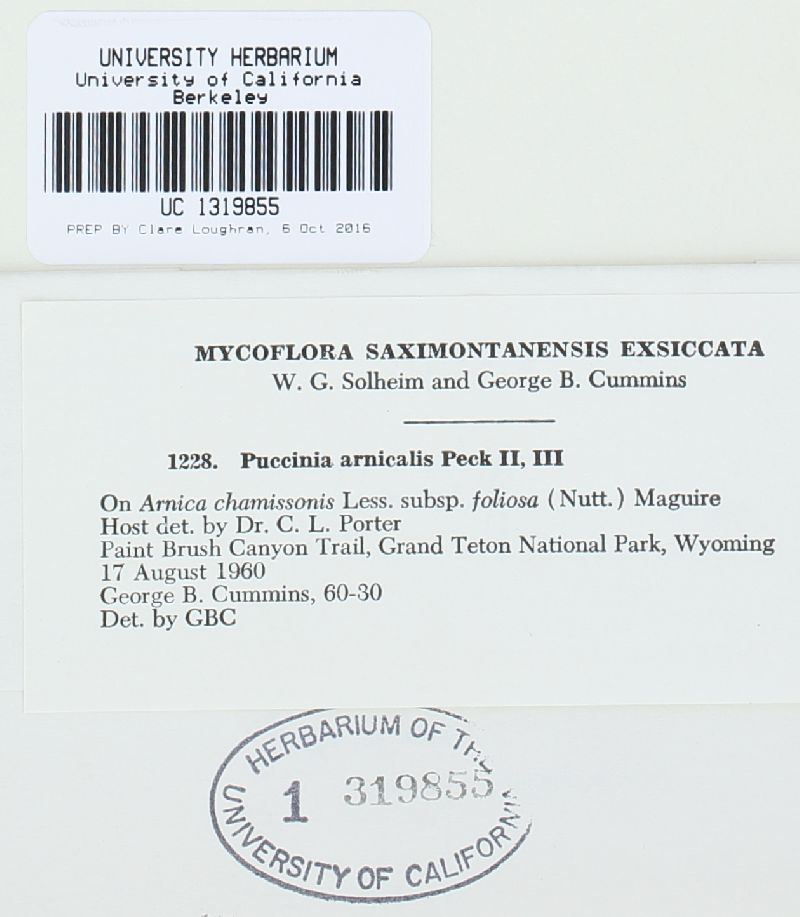 UNIVERSITY HERBARIUM
University of California
Berkeley
UC 1319855
PREP BY Clare Loughran, 6 Oct 2016
MYCOFLORA SAXIMONTANENSIS EXSICCATA
W. G. Solheim and George B. Cummins
1228. Puccinia arnicalis Peck II, III
On Arnica chamissonis Less. subsp. foliosa (Nutt.) Maguire
Host det. by Dr. C. L. Porter
Paint Brush Canyon Trail, Grand Teton National Park, Wyoming
17 August 1960
George B. Cummins, 60-30
Det. by GBC
HERBARIUM OF THE
1 319855
UNIVERSITY OF CALIFORNIA